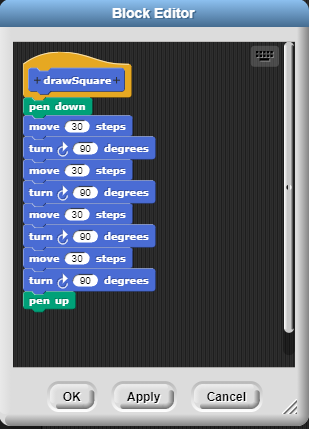 Block Editor
+drawSquare+
pen down
move 30 steps
turn 90 degrees
move 30 steps
turn 90 degrees
move 30 steps
turn 90 degrees
move 30 steps
turn 90 degrees
pen up
OK Apply Cancel